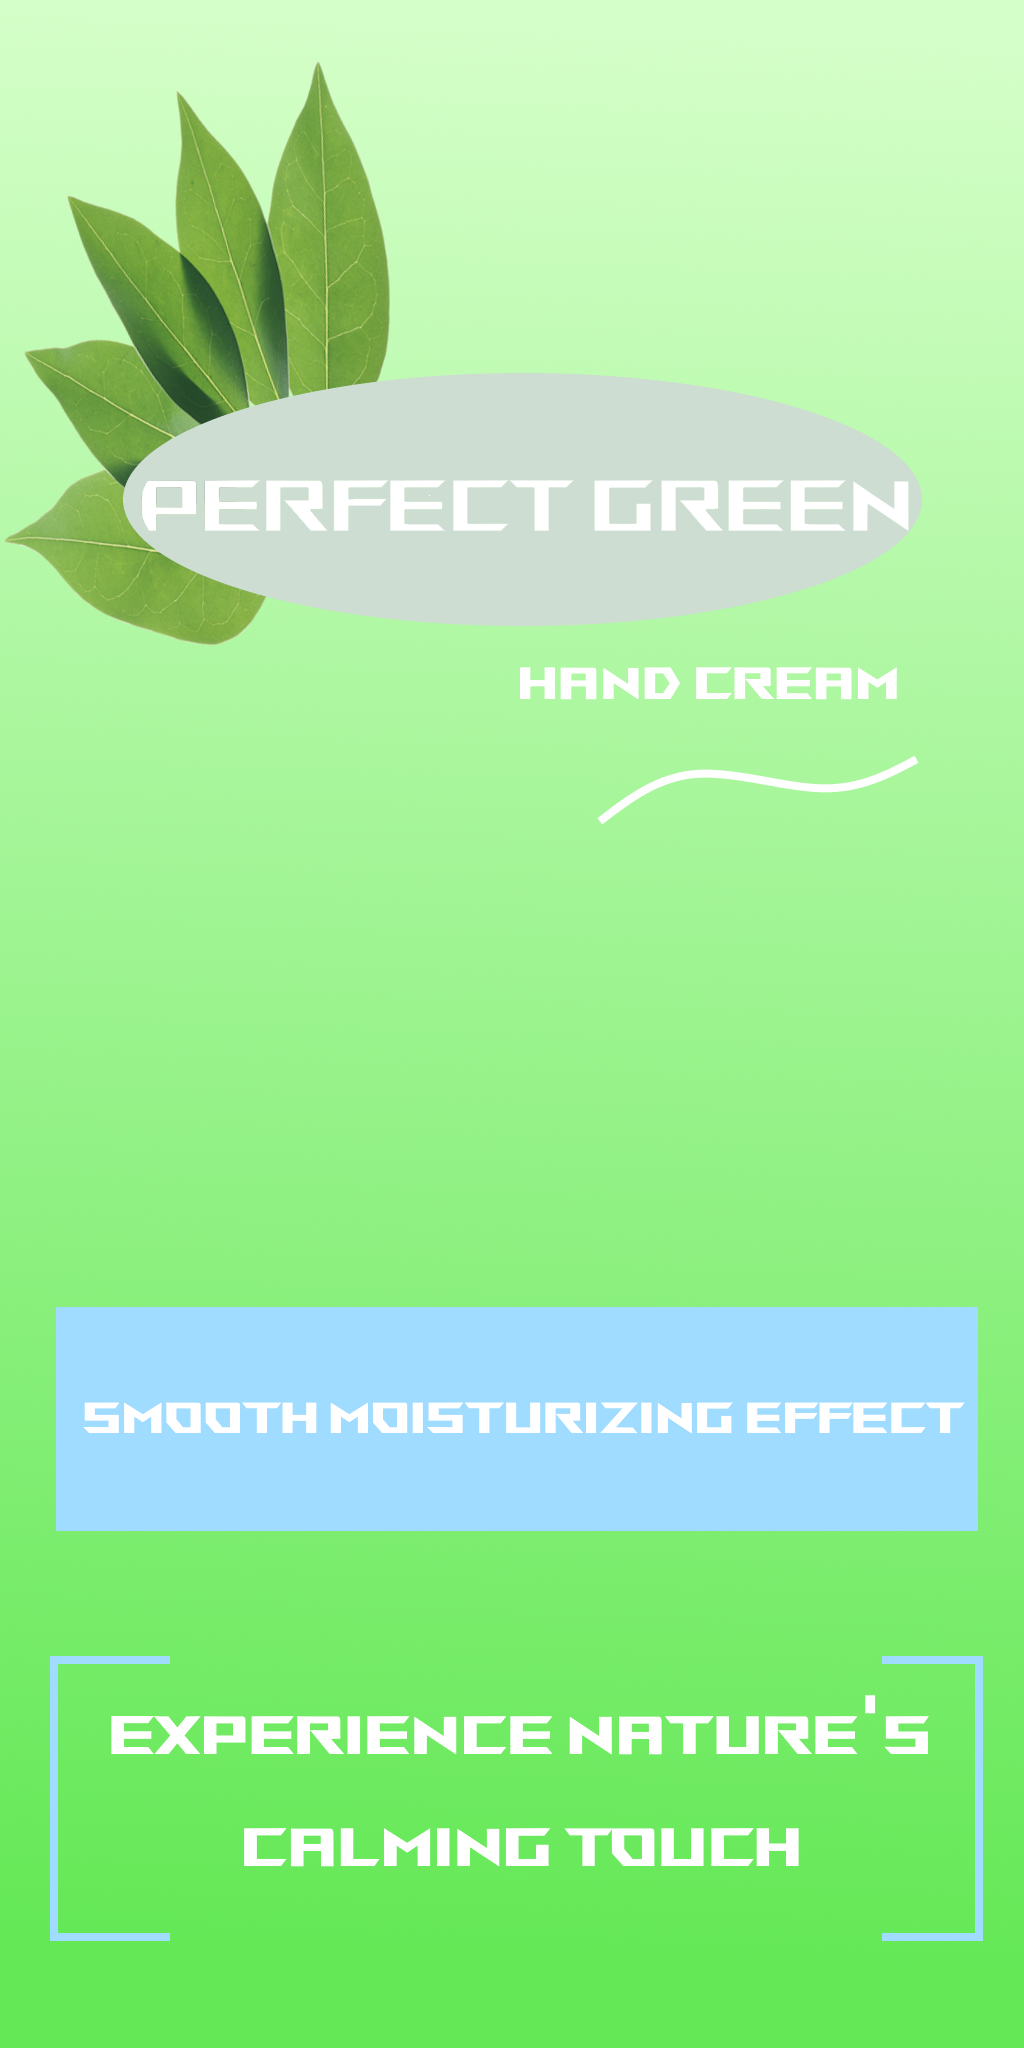 PERFECT GREEN
HAND CREAM
SMOOTH MOISTURIZING EFFECT
EXPERIENCE NATURE'S
CALMING TOUCH